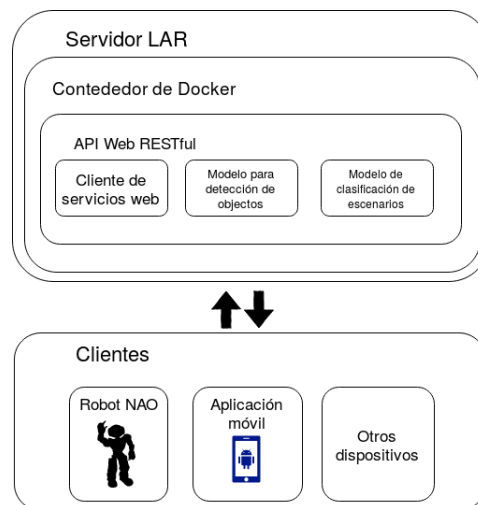 Servidor LAR
Contededor de Docker
API Web RESTful
Cliente de
servicios web
Modelo para
detección de
objetos
Modelo de
clasificación de
escenarios
Clientes
Robot NAO
Aplicación
móvil
Otros
dispositivos